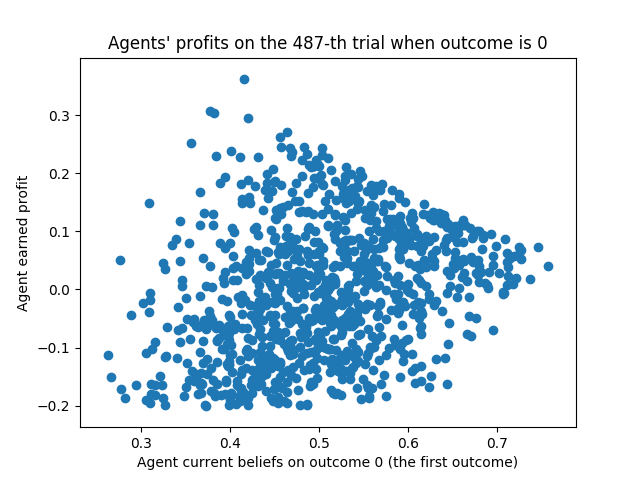 Agents' profits on the 487-th trial when outcome is 0
0.3
0.2
0.1
0.0
−0.1
−0.2
Agent earned profit
0.3 0.4 0.5 0.6 0.7
Agent current beliefs on outcome 0 (the first outcome)